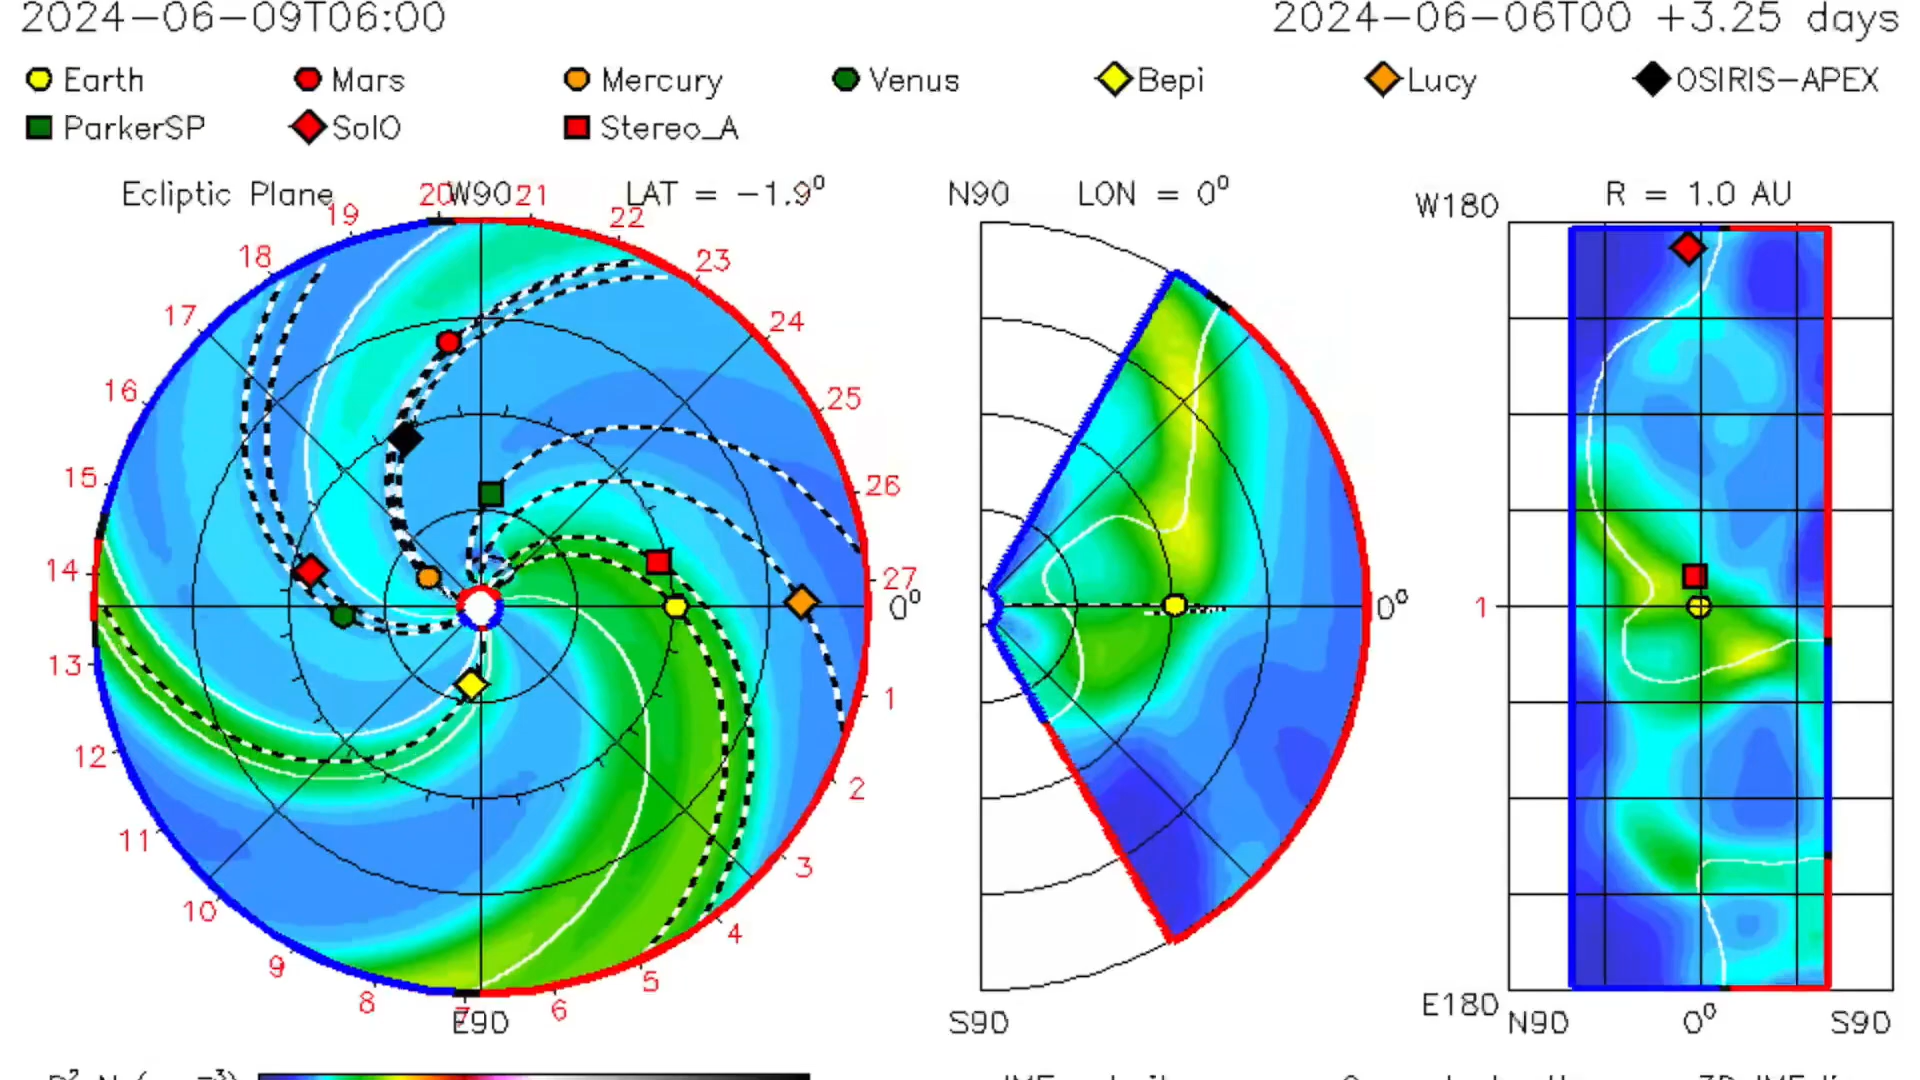 2024-06-09T06:00 2024-06-06T00 +3.25 days
Earth Mars Mercury Venus Bepi Lucy OSIRIS-APEX
ParkerSP SolO Stereo_A
Ecliptic Plane W90 LAT = -1.9° N90 LON = 0° W180 R = 1.0 AU
20 21
19 22
18 23
17 24
16 25
15 26
14 27
0° 0° 1
13 1
12 2
11 3
10 4
9 5
8 7 6
E90 S90 E180 N90 0° S90